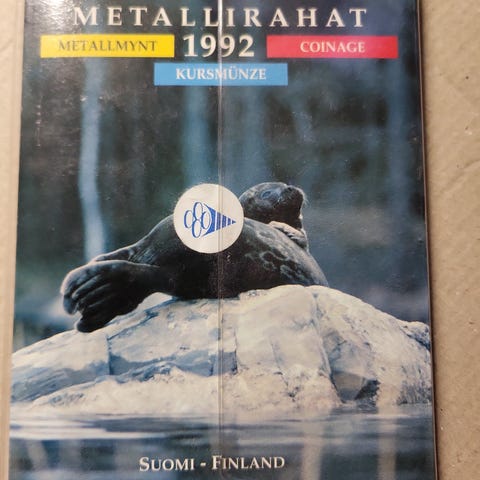 METALLIRAHAT
METALLMYNT 1992 COINAGE
KURSMÜNZE
SUOMI - FINLAND